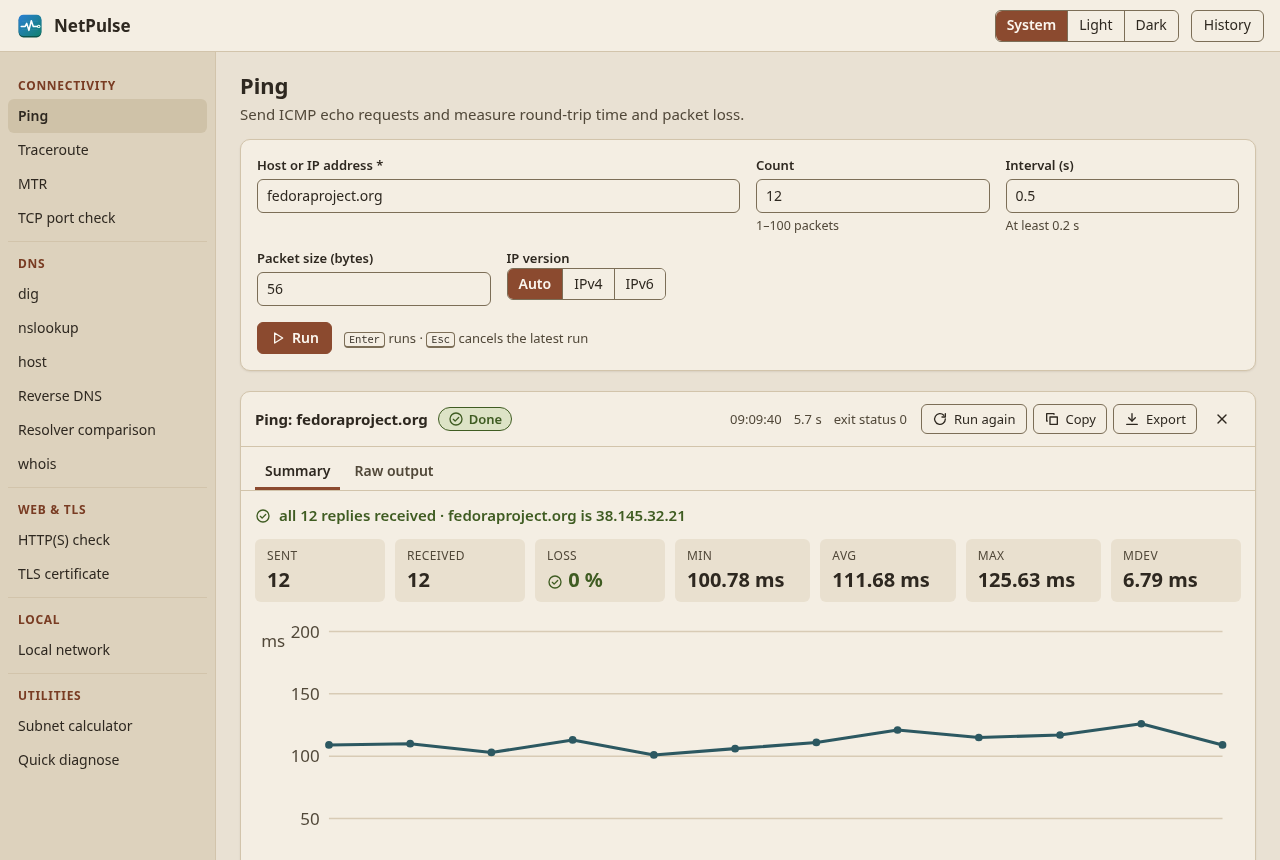 NetPulse
System Light Dark History
CONNECTIVITY
Ping
Traceroute
MTR
TCP port check
DNS
dig
nslookup
host
Reverse DNS
Resolver comparison
whois
WEB & TLS
HTTP(S) check
TLS certificate
LOCAL
Local network
UTILITIES
Subnet calculator
Quick diagnose
Ping
Send ICMP echo requests and measure round-trip time and packet loss.
Host or IP address * Count Interval (s)
fedoraproject.org 12 0.5
1–100 packets At least 0.2 s
Packet size (bytes) IP version
56 Auto IPv4 IPv6
Run Enter runs · Esc cancels the latest run
Ping: fedoraproject.org Done 09:09:40 5.7 s exit status 0 Run again Copy Export
Summary Raw output
all 12 replies received · fedoraproject.org is 38.145.32.21
SENT RECEIVED LOSS MIN AVG MAX MDEV
12 12 0 % 100.78 ms 111.68 ms 125.63 ms 6.79 ms
ms 200
150
100
50